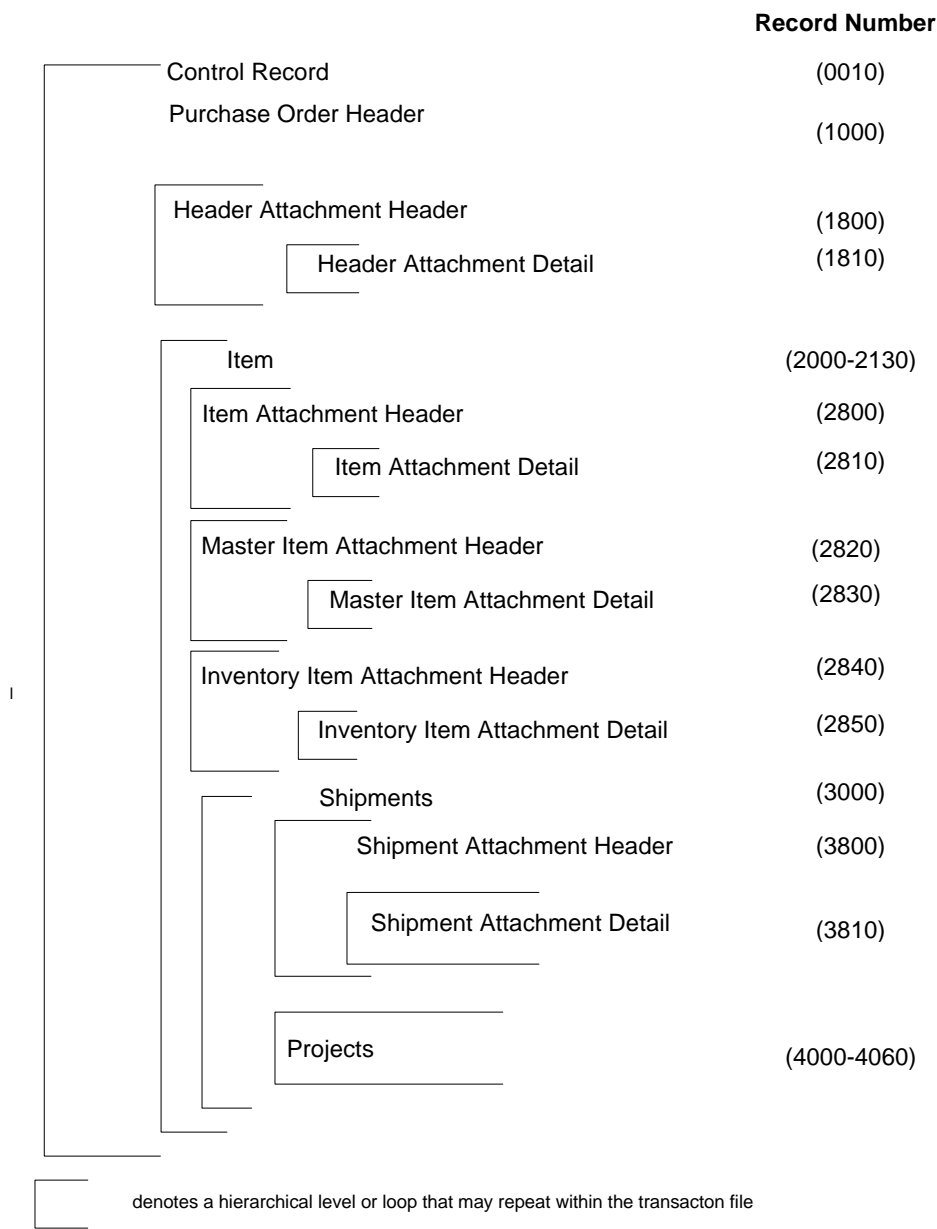 Record Number
Control Record (0010)
Purchase Order Header (1000)
Header Attachment Header (1800)
Header Attachment Detail (1810)
Item (2000-2130)
Item Attachment Header (2800)
Item Attachment Detail (2810)
Master Item Attachment Header (2820)
Master Item Attachment Detail (2830)
Inventory Item Attachment Header (2840)
I
Inventory Item Attachment Detail (2850)
Shipments (3000)
Shipment Attachment Header (3800)
Shipment Attachment Detail (3810)
Projects (4000-4060)
denotes a hierarchical level or loop that may repeat within the transacton file